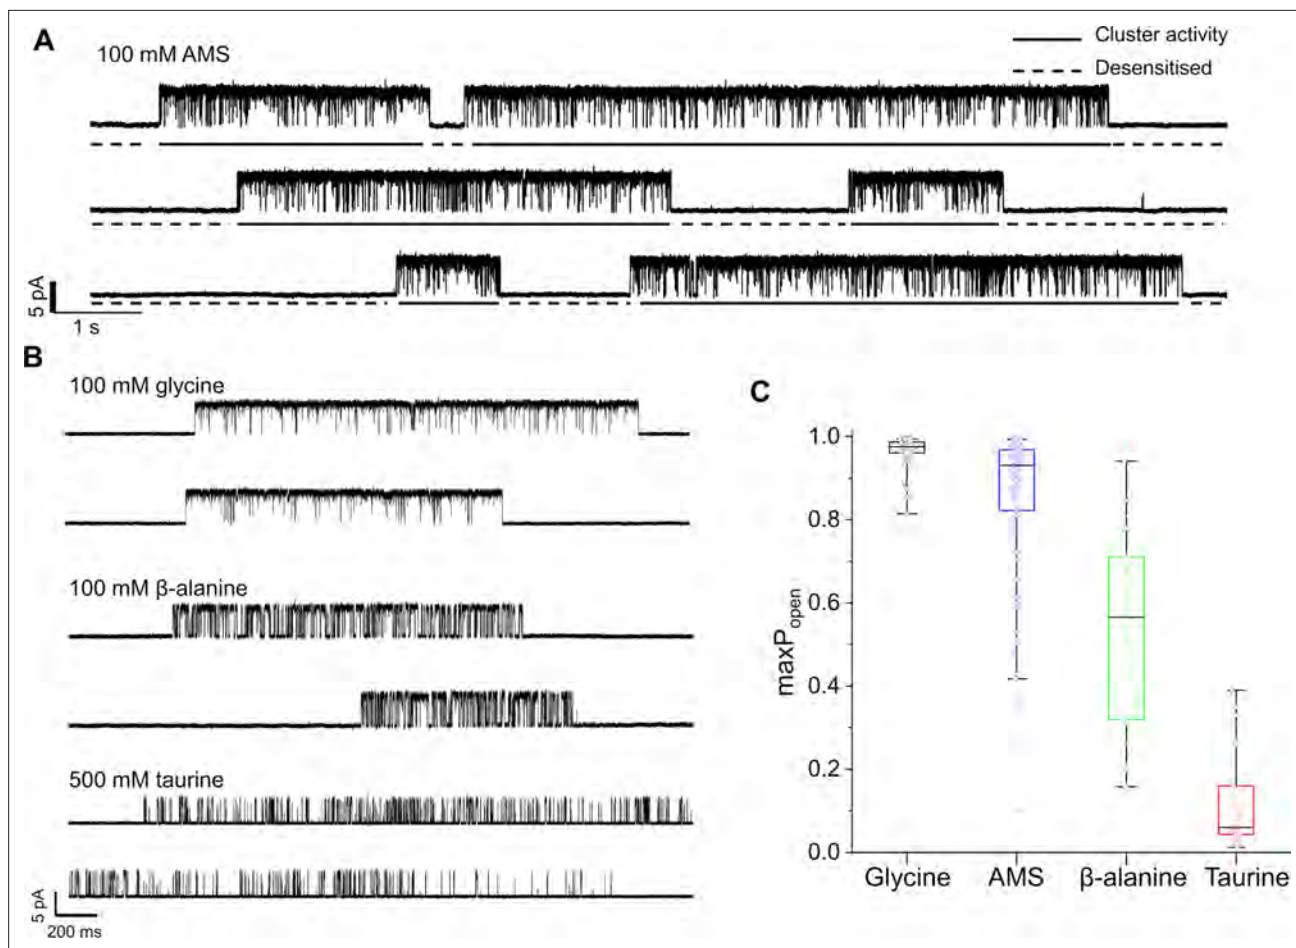 A
100 mM AMS
Cluster activity
Desensitised
5 pA
1 s
B
100 mM glycine
100 mM β-alanine
500 mM taurine
5 pA
200 ms
C
maxPopen
1.0
0.8
0.6
0.4
0.2
0.0
Glycine AMS β-alanine Taurine